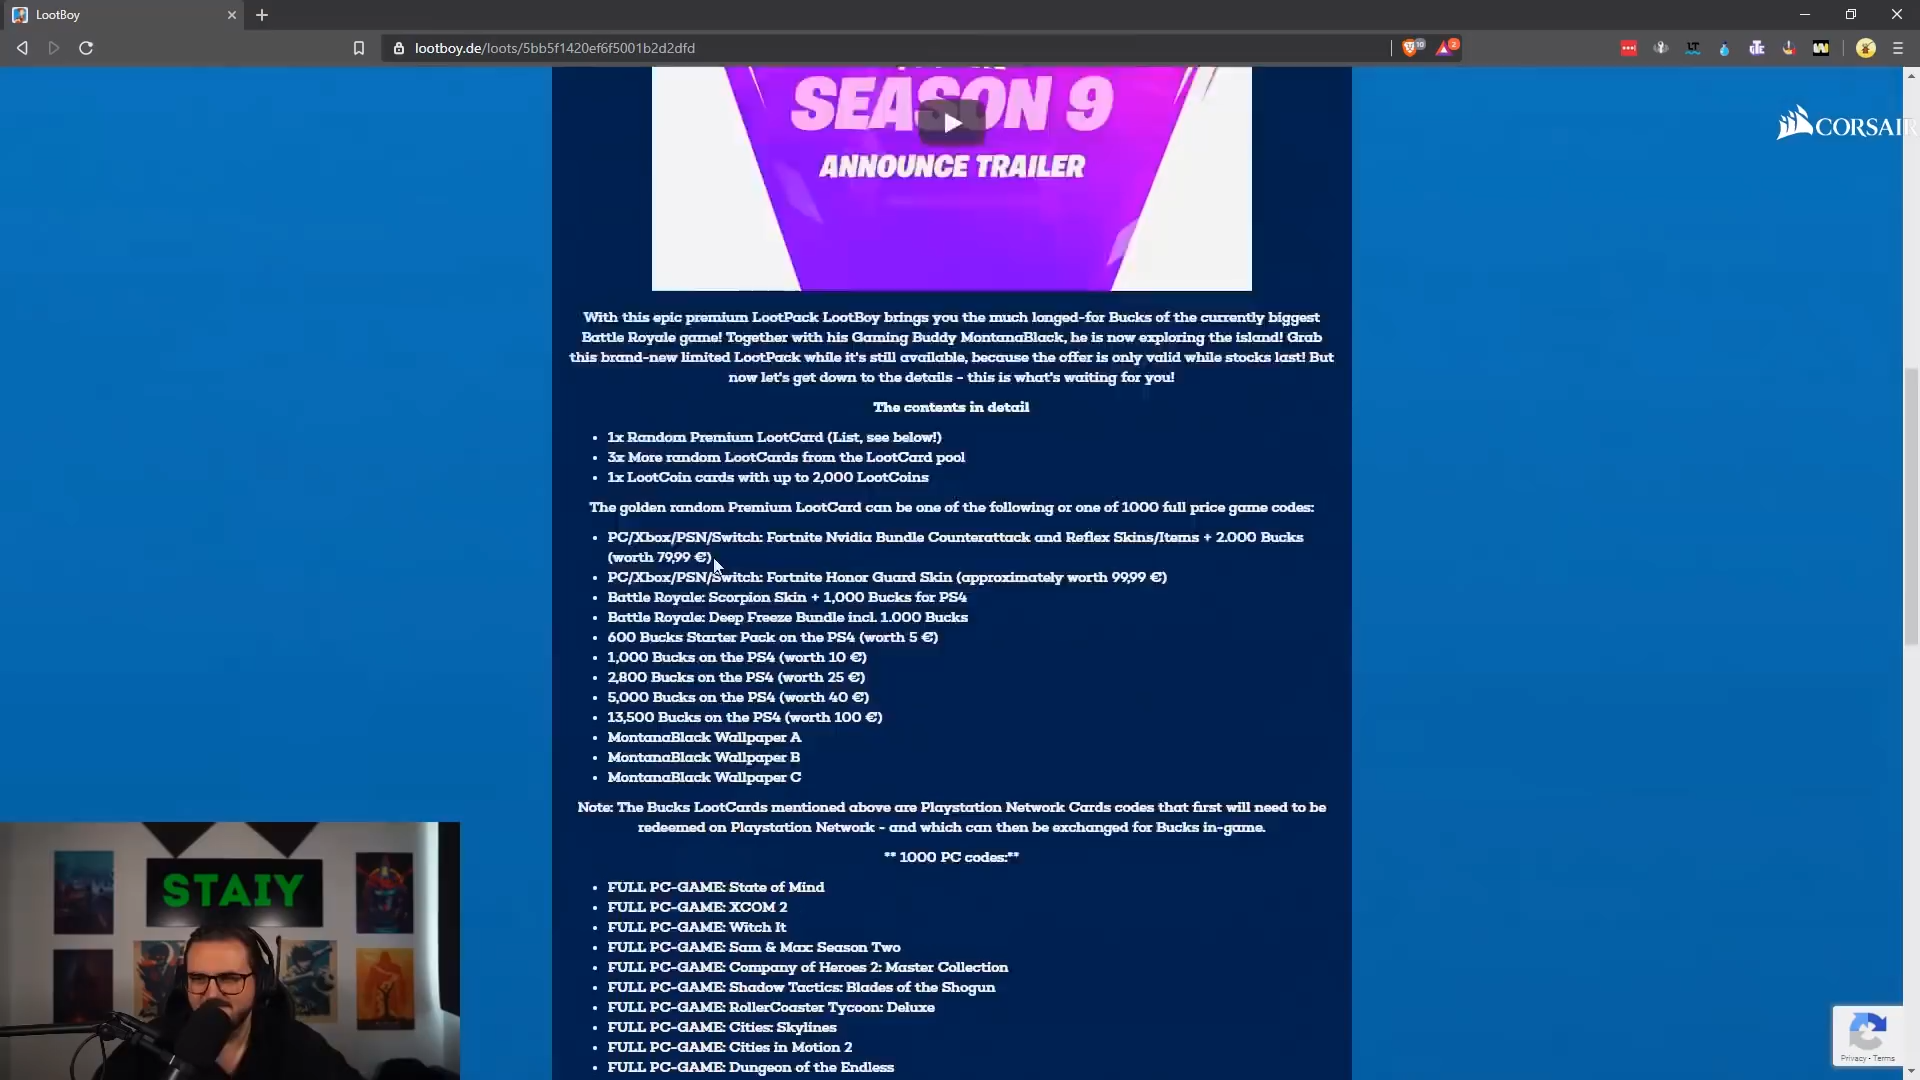 LootBoy
lootboy.de/loots/5bb5f1420ef6f5001b2d2dfd
10
2
LT
SEASON 9
ANNOUNCE TRAILER
CORSAIR
With this epic premium LootPack LootBoy brings you the much longed-for Bucks of the currently biggest
Battle Royale game! Together with his Gaming Buddy MontanaBlack, he is now exploring the island! Grab
this brand-new limited LootPack while it's still available, because the offer is only valid while stocks last! But
now let's get down to the details - this is what's waiting for you!
The contents in detail
• 1x Random Premium LootCard (List, see below!)
• 3x More random LootCards from the LootCard pool
• 1x LootCoin cards with up to 2,000 LootCoins
The golden random Premium LootCard can be one of the following or one of 1000 full price game codes:
• PC/Xbox/PSN/Switch: Fortnite Nvidia Bundle Counterattack and Reflex Skins/Items + 2.000 Bucks
(worth 79,99 €)
• PC/Xbox/PSN/Switch: Fortnite Honor Guard Skin (approximately worth 99,99 €)
• Battle Royale: Scorpion Skin + 1,000 Bucks for PS4
• Battle Royale: Deep Freeze Bundle incl. 1.000 Bucks
• 600 Bucks Starter Pack on the PS4 (worth 5 €)
• 1,000 Bucks on the PS4 (worth 10 €)
• 2,800 Bucks on the PS4 (worth 25 €)
• 5,000 Bucks on the PS4 (worth 40 €)
• 13,500 Bucks on the PS4 (worth 100 €)
• MontanaBlack Wallpaper A
• MontanaBlack Wallpaper B
• MontanaBlack Wallpaper C
Note: The Bucks LootCards mentioned above are Playstation Network Cards codes that first will need to be
redeemed on Playstation Network - and which can then be exchanged for Bucks in-game.
** 1000 PC codes:**
• FULL PC-GAME: State of Mind
• FULL PC-GAME: XCOM 2
• FULL PC-GAME: Witch It
• FULL PC-GAME: Sam & Max: Season Two
• FULL PC-GAME: Company of Heroes 2: Master Collection
• FULL PC-GAME: Shadow Tactics: Blades of the Shogun
• FULL PC-GAME: RollerCoaster Tycoon: Deluxe
• FULL PC-GAME: Cities: Skylines
• FULL PC-GAME: Cities in Motion 2
• FULL PC-GAME: Dungeon of the Endless
STAIY
Privacy - Terms